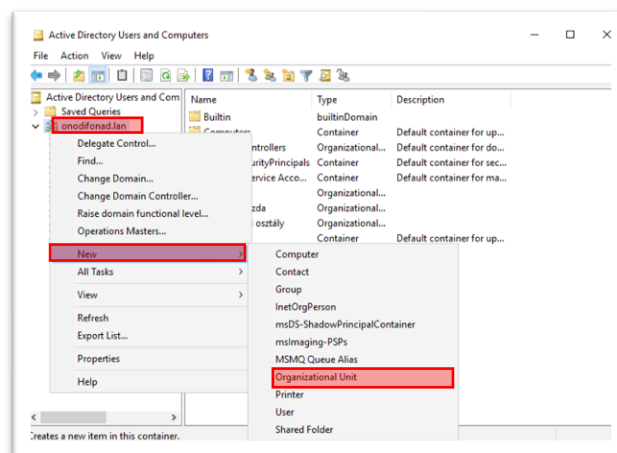 Active Directory Users and Computers
File Action View Help
Active Directory Users and Com
Saved Queries
onodifonad.lan
Name Type Description
Builtin builtinDomain
Computers Container Default container for up...
ntrollers Organizational... Default container for do...
urityPrincipals Container Default container for sec...
ervice Acco... Container Default container for ma...
Organizational...
zda Organizational...
osztály Organizational...
Container Default container for up...
Delegate Control...
Find...
Change Domain...
Change Domain Controller...
Raise domain functional level...
Operations Masters...
New
All Tasks
View
Refresh
Export List...
Properties
Help
Computer
Contact
Group
InetOrgPerson
msDS-ShadowPrincipalContainer
msImaging-PSPs
MSMQ Queue Alias
Organizational Unit
Printer
User
Shared Folder
Creates a new item in this container.